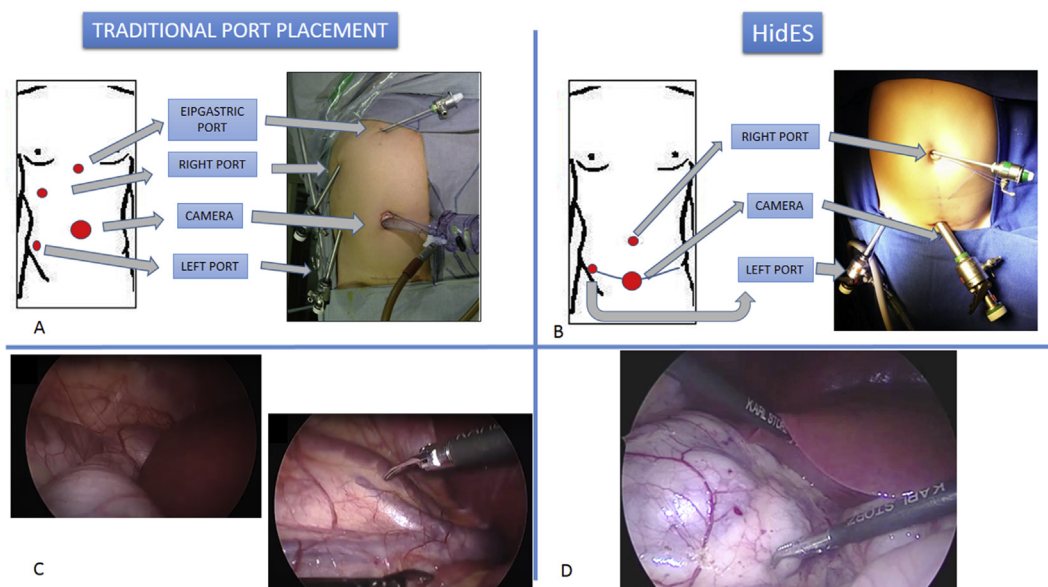 TRADITIONAL PORT PLACEMENT
HidES
EIPGASTRIC
PORT
RIGHT PORT
CAMERA
LEFT PORT
A
RIGHT PORT
CAMERA
LEFT PORT
B
C
KARL STORZ
KARL STORZ
D